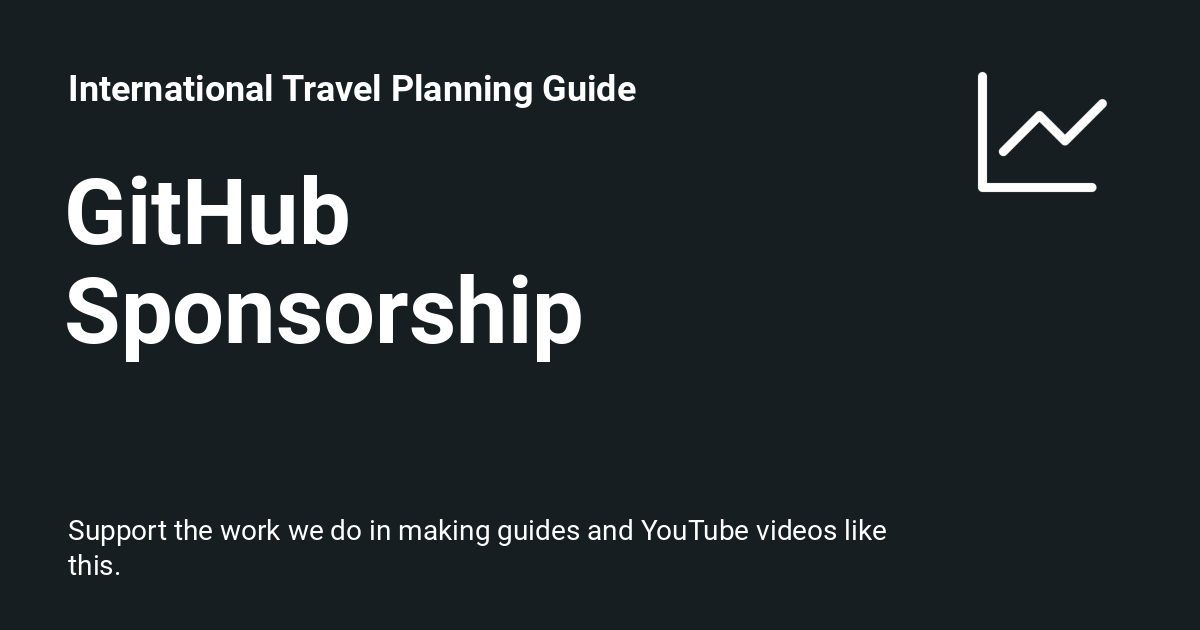 International Travel Planning Guide
GitHub
Sponsorship
Support the work we do in making guides and YouTube videos like
this.